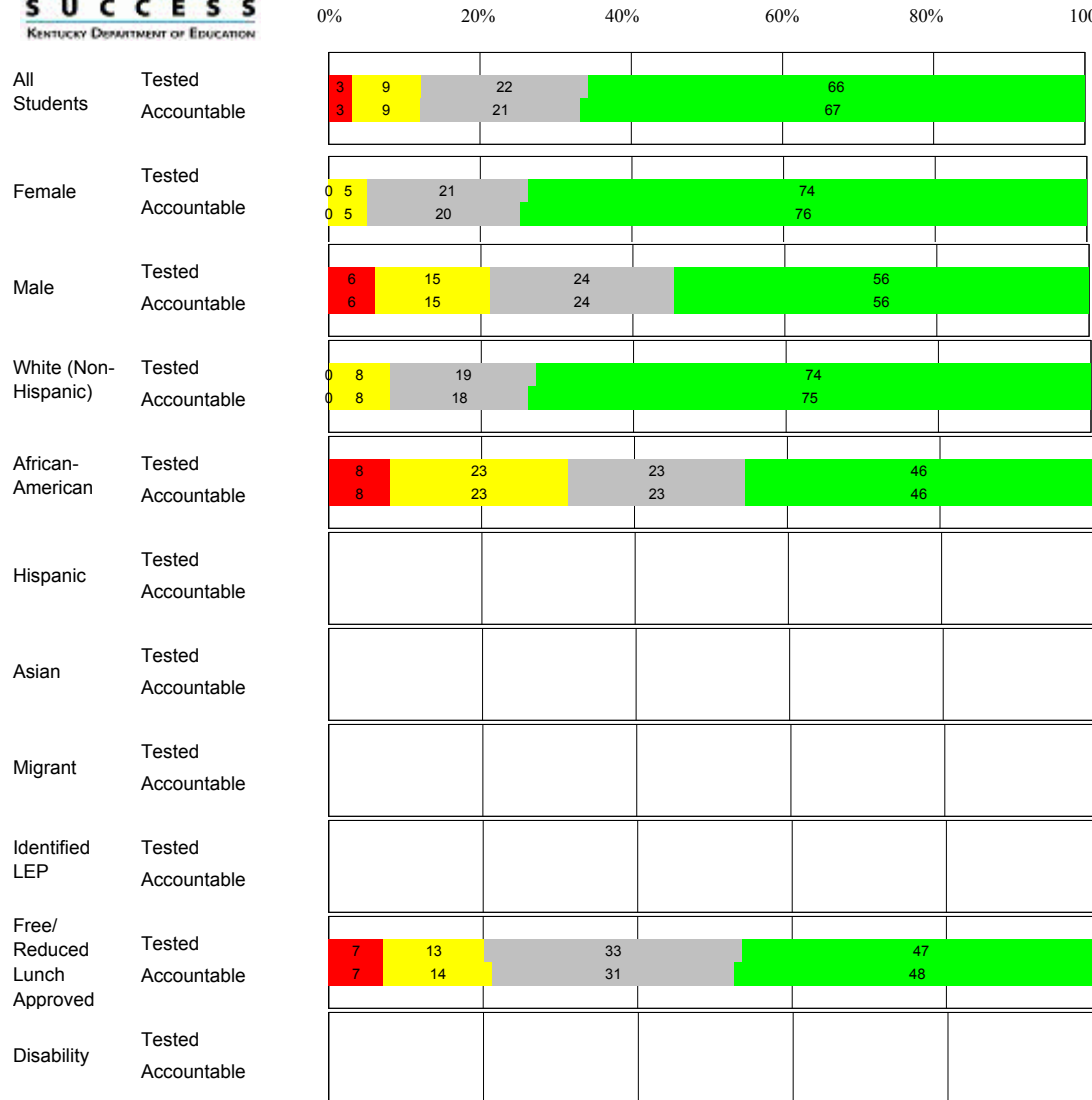 SUCCESS
KENTUCKY DEPARTMENT OF EDUCATION
0% 20% 40% 60% 80% 100
All
Students
Tested
3 9 22 66
Accountable
3 9 21 67
Female
Tested
0 5 21 74
Accountable
0 5 20 76
Male
Tested
6 15 24 56
Accountable
6 15 24 56
White (Non-
Hispanic)
Tested
0 8 19 74
Accountable
0 8 18 75
African-
American
Tested
8 23 23 46
Accountable
8 23 23 46
Hispanic
Tested
Accountable
Asian
Tested
Accountable
Migrant
Tested
Accountable
Identified
LEP
Tested
Accountable
Free/
Reduced
Lunch
Approved
Tested
7 13 33 47
Accountable
7 14 31 48
Disability
Tested
Accountable